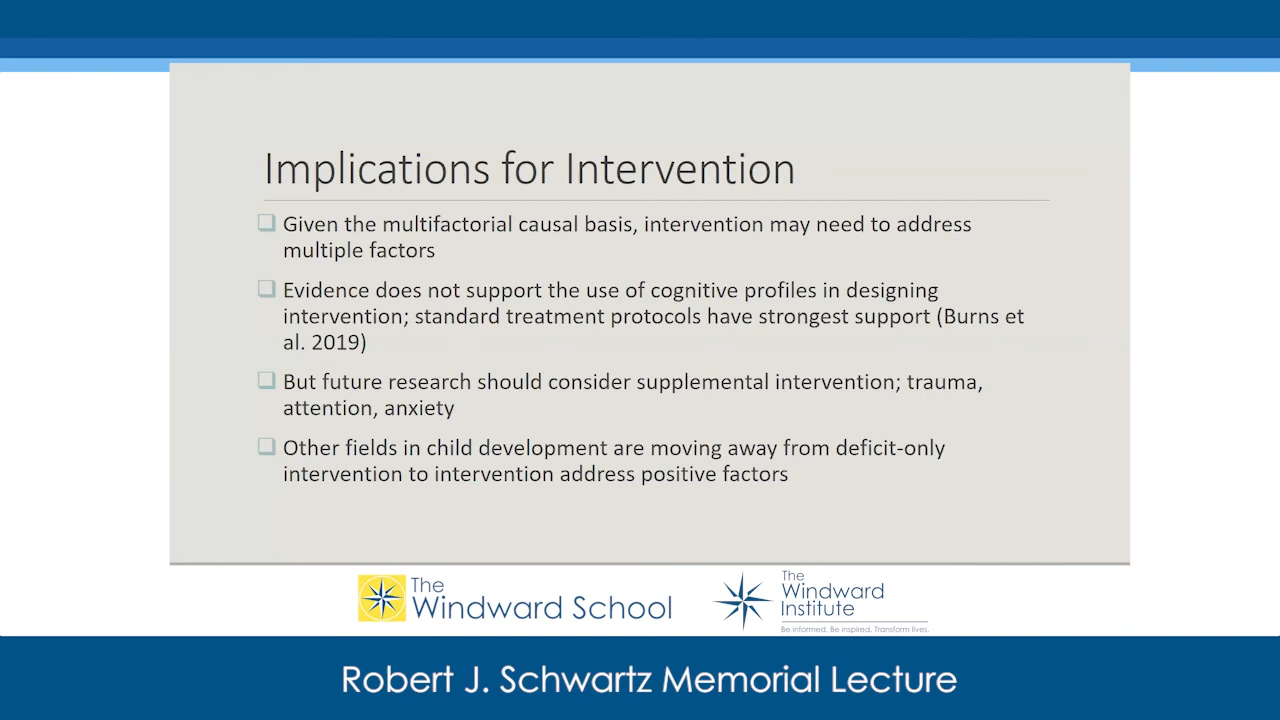 Implications for Intervention
Given the multifactorial causal basis, intervention may need to address
multiple factors
Evidence does not support the use of cognitive profiles in designing
intervention; standard treatment protocols have strongest support (Burns et
al. 2019)
But future research should consider supplemental intervention; trauma,
attention, anxiety
Other fields in child development are moving away from deficit-only
intervention to intervention address positive factors
The
Windward School
The
Windward
Institute
Be informed. Be inspired. Transform lives.
Robert J. Schwartz Memorial Lecture